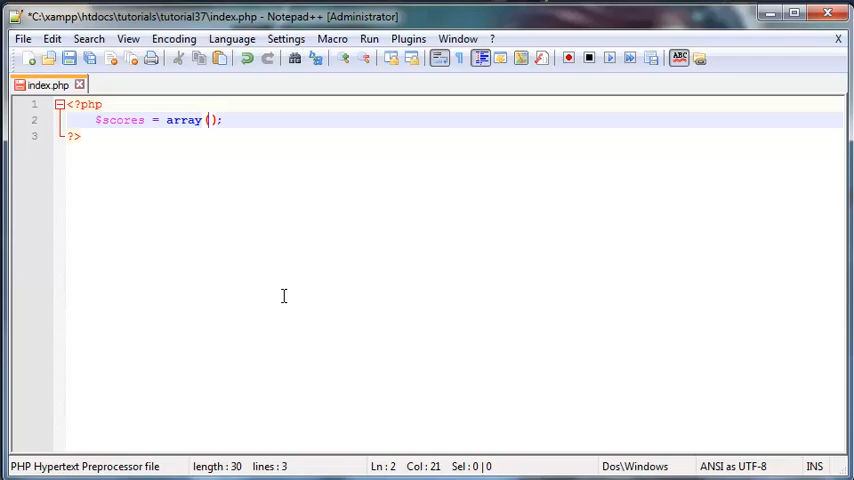 *C:\xampp\htdocs\tutorials\tutorial37\index.php - Notepad++ [Administrator]
File Edit Search View Encoding Language Settings Macro Run Plugins Window ? X
index.php
1 <?php
2 $scores = array();
3 ?>
PHP Hypertext Preprocessor file length : 30 lines : 3 Ln : 2 Col : 21 Sel : 0 | 0 Dos\Windows ANSI as UTF-8 INS